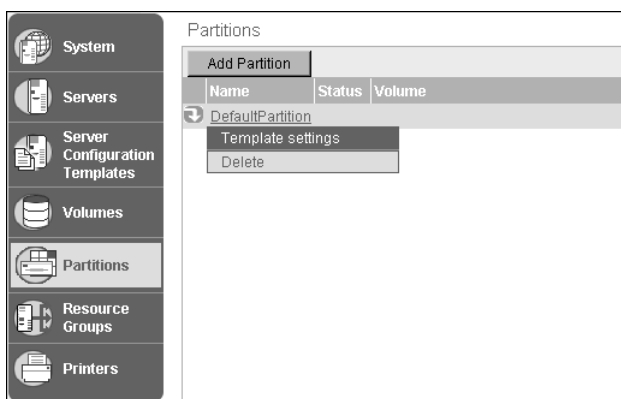 System
Servers
Server
Configuration
Templates
Volumes
Partitions
Resource
Groups
Printers
Partitions
Add Partition
Name Status Volume
DefaultPartition
Template settings
Delete